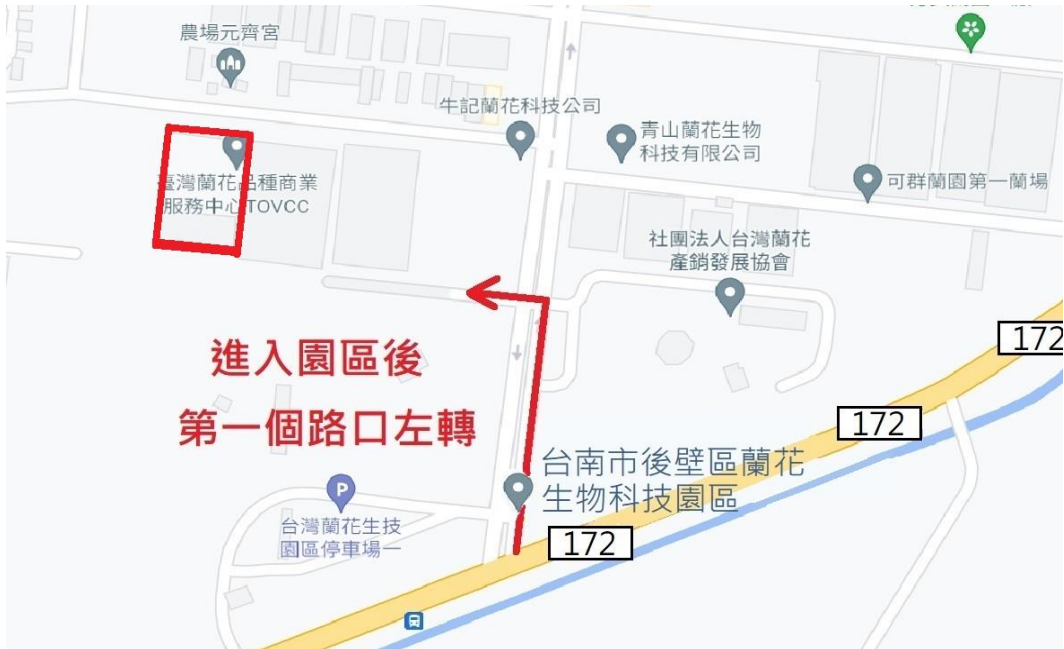 農場元齊宮
牛記蘭花科技公司
青山蘭花生物
科技有限公司
臺灣蘭花品種商業
服務中心TOVCC
可群蘭園第一蘭場
社團法人台灣蘭花
產銷發展協會
172
進入園區後
第一個路口左轉
172
台南市後壁區蘭花
生物科技園區
P
台灣蘭花生技
園區停車場一
172